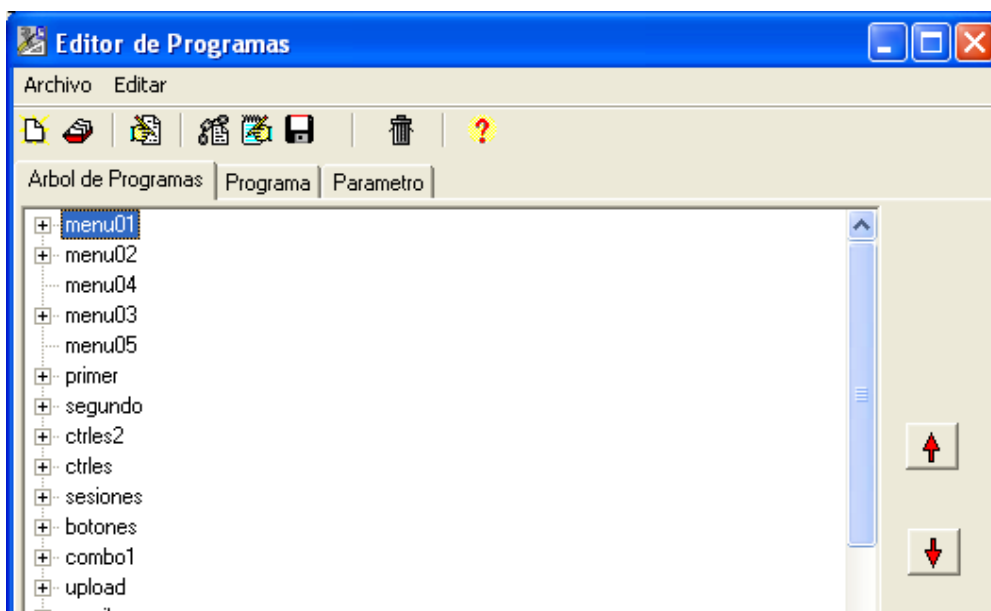 Editor de Programas
Archivo Editar
Arbol de Programas Programa Parametro
menu01
menu02
menu04
menu03
menu05
primer
segundo
ctrles2
ctrles
sesiones
botones
combo1
upload